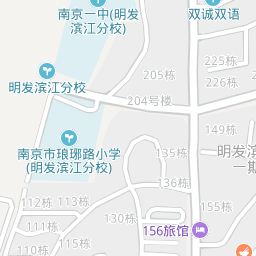 南京一中(明发
滨江分校)
双诚双语
205栋
226栋
225栋
明发滨江分校
204号楼
149栋
南京市琅琊路小学
(明发滨江分校)
135栋
明发滨
一期
151栋
136栋
112栋
113栋
130栋
116栋
111栋
115栋
156旅馆